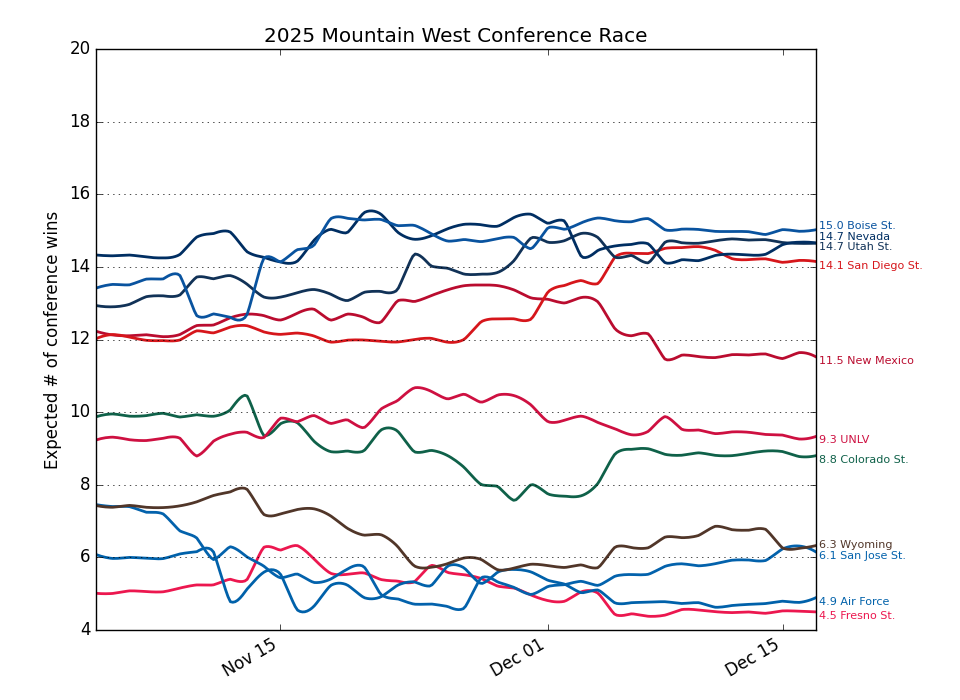 2025 Mountain West Conference Race
Expected # of conference wins
20
18
16
14
12
10
8
6
4
15.0 Boise St.
14.7 Nevada
14.7 Utah St.
14.1 San Diego St.
11.5 New Mexico
9.3 UNLV
8.8 Colorado St.
6.3 Wyoming
6.1 San Jose St.
4.9 Air Force
4.5 Fresno St.
Nov 15
Dec 01
Dec 15